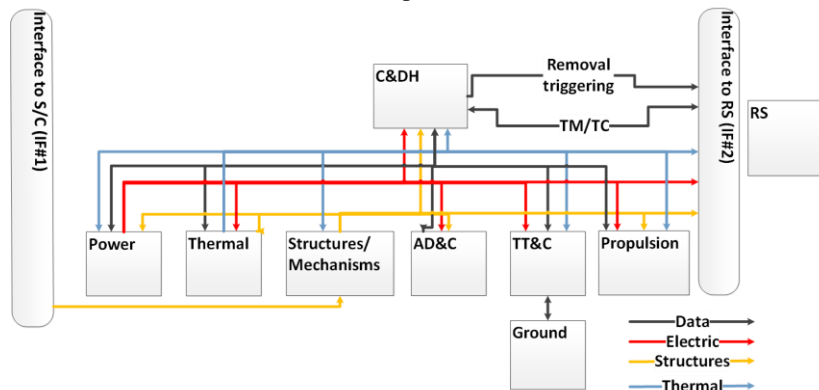 Interface to S/C (IF#1)
C&DH
Removal
triggering
TM/TC
Interface to RS (IF#2)
RS
Power
Thermal
Structures/
Mechanisms
AD&C
TT&C
Propulsion
Ground
Data
Electric
Structures
Thermal